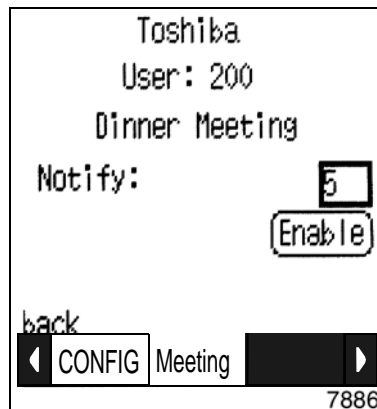 Toshiba
User: 200
Dinner Meeting
Notify: 5
Enable
back
CONFIG Meeting
7886